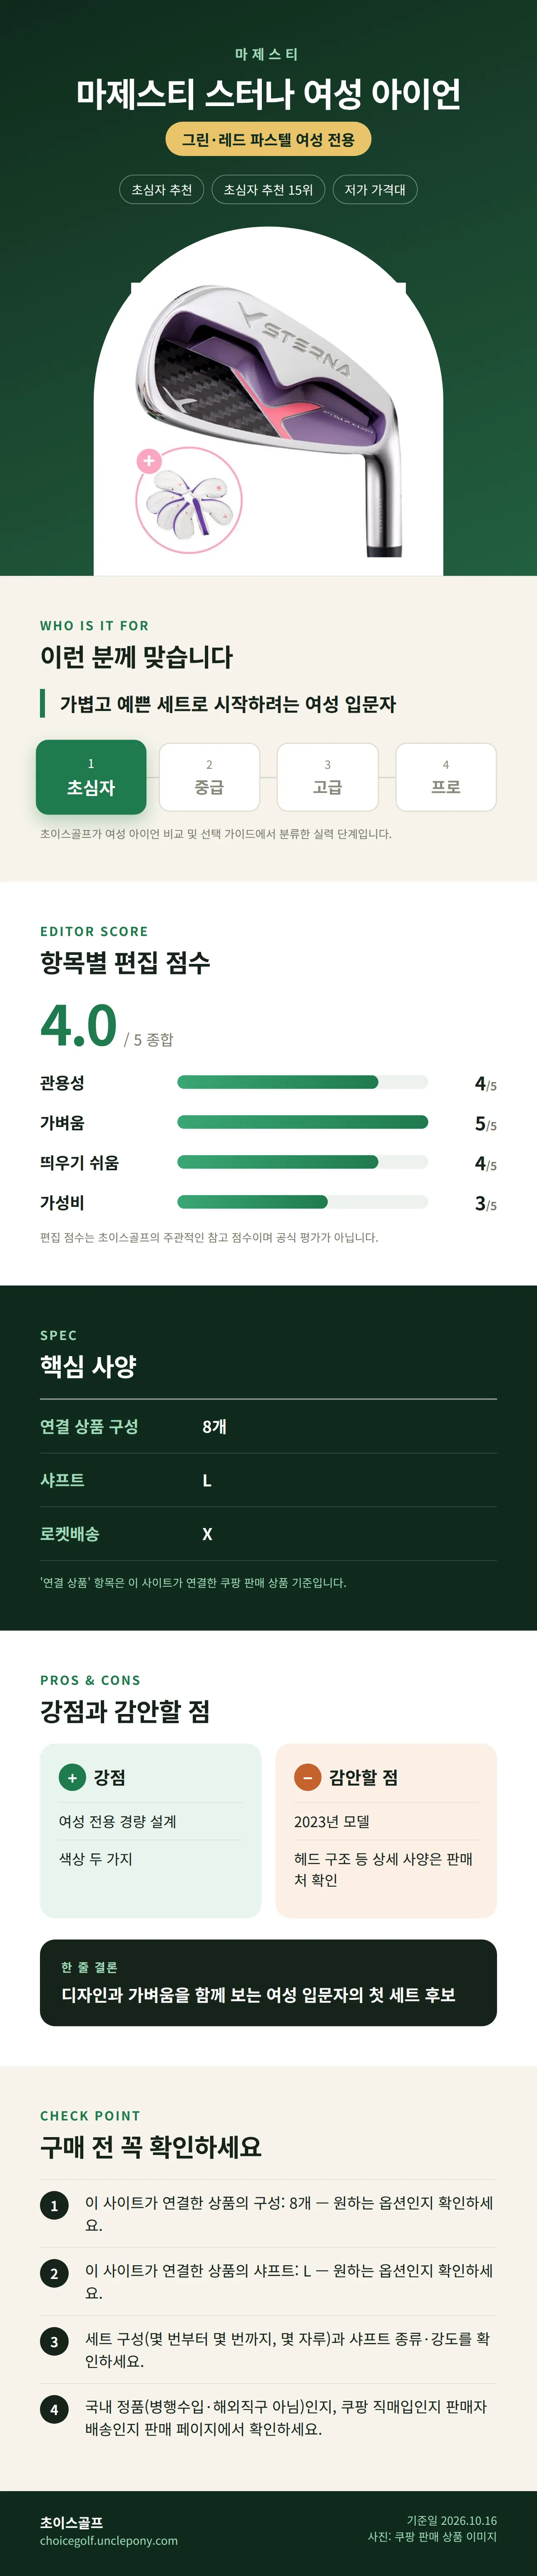 마제스티
마제스티 스터나 여성 아이언
그린·레드 파스텔 여성 전용
초심자 추천
초심자 추천 15위
저가 가격대
STERNA
+
WHO IS IT FOR
이런 분께 맞습니다
가볍고 예쁜 세트로 시작하려는 여성 입문자
1
초심자
2
중급
3
고급
4
프로
초이스골프가 여성 아이언 비교 및 선택 가이드에서 분류한 실력 단계입니다.
EDITOR SCORE
항목별 편집 점수
4.0 / 5 종합
관용성 4/5
가벼움 5/5
띄우기 쉬움 4/5
가성비 3/5
편집 점수는 초이스골프의 주관적인 참고 점수이며 공식 평가가 아닙니다.
SPEC
핵심 사양
연결 상품 구성 8개
샤프트 L
로켓배송 X
'연결 상품' 항목은 이 사이트가 연결한 쿠팡 판매 상품 기준입니다.
PROS & CONS
강점과 감안할 점
+ 강점
여성 전용 경량 설계
색상 두 가지
− 감안할 점
2023년 모델
헤드 구조 등 상세 사양은 판매
처 확인
한 줄 결론
디자인과 가벼움을 함께 보는 여성 입문자의 첫 세트 후보
CHECK POINT
구매 전 꼭 확인하세요
1 이 사이트가 연결한 상품의 구성: 8개 — 원하는 옵션인지 확인하세
요.
2 이 사이트가 연결한 상품의 샤프트: L — 원하는 옵션인지 확인하세
요.
3 세트 구성(몇 번부터 몇 번까지, 몇 자루)과 샤프트 종류·강도를 확
인하세요.
4 국내 정품(병행수입·해외직구 아님)인지, 쿠팡 직매입인지 판매자
배송인지 판매 페이지에서 확인하세요.
초이스골프
choicegolf.unclepony.com
기준일 2026.10.16
사진: 쿠팡 판매 상품 이미지